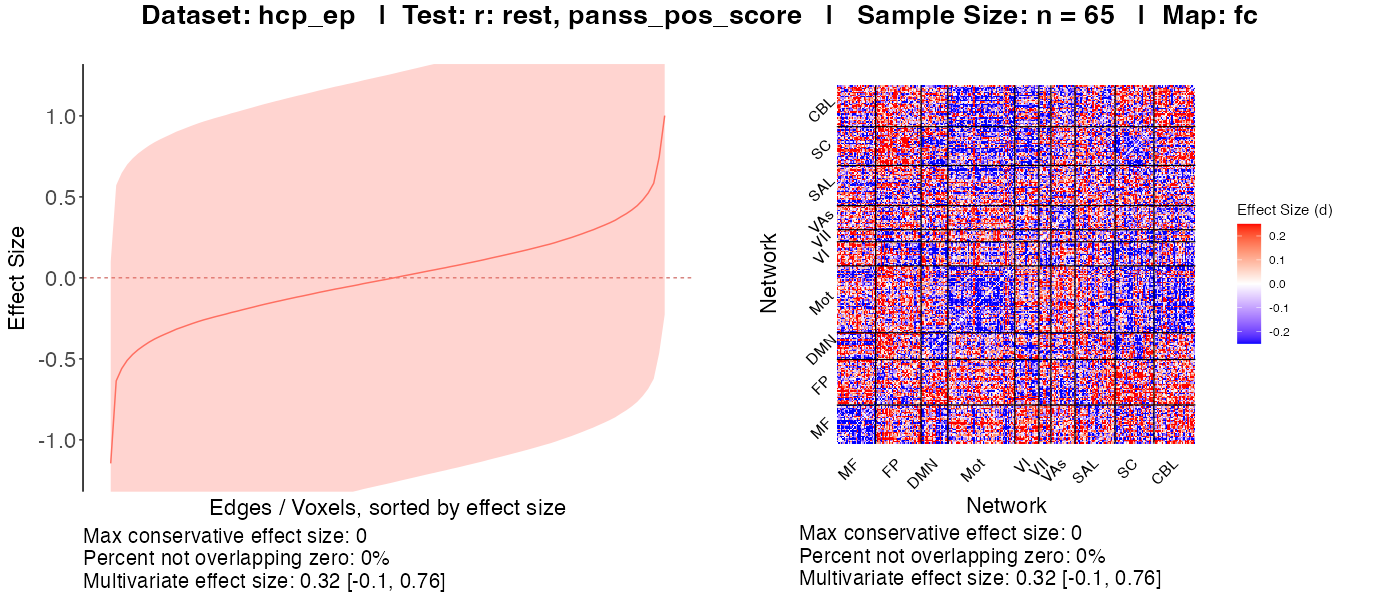 Dataset: hcp_ep | Test: r: rest, panss_pos_score | Sample Size: n = 65 | Map: fc
Effect Size
1.0
0.5
0.0
-0.5
-1.0
Edges / Voxels, sorted by effect size
Max conservative effect size: 0
Percent not overlapping zero: 0%
Multivariate effect size: 0.32 [-0.1, 0.76]
Network
CBL
SC
SAL
VAs
VII
VI
Mot
DMN
FP
MF
MF
FP
DMN
Mot
VI
VII
VAs
SAL
SC
CBL
Network
Max conservative effect size: 0
Percent not overlapping zero: 0%
Multivariate effect size: 0.32 [-0.1, 0.76]
Effect Size (d)
0.2
0.1
0.0
-0.1
-0.2